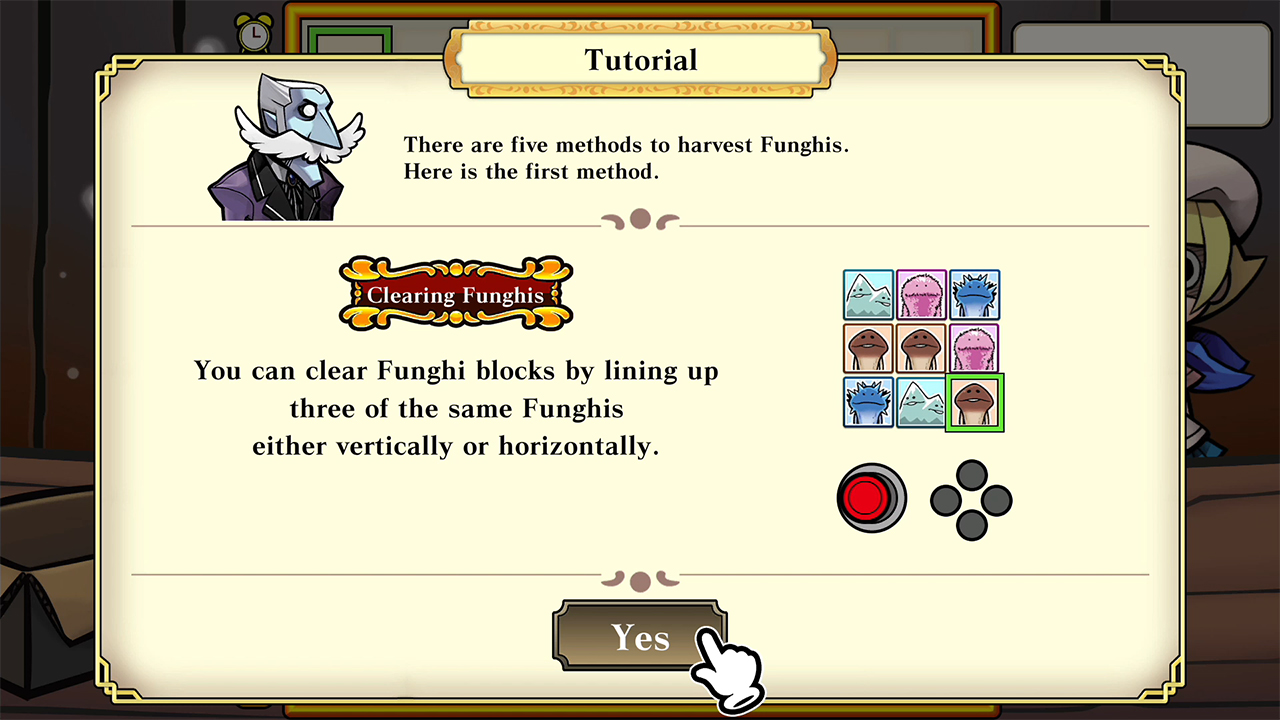 Tutorial
There are five methods to harvest Funghis.
Here is the first method.
Clearing Funghis
You can clear Funghi blocks by lining up
three of the same Funghis
either vertically or horizontally.
Yes